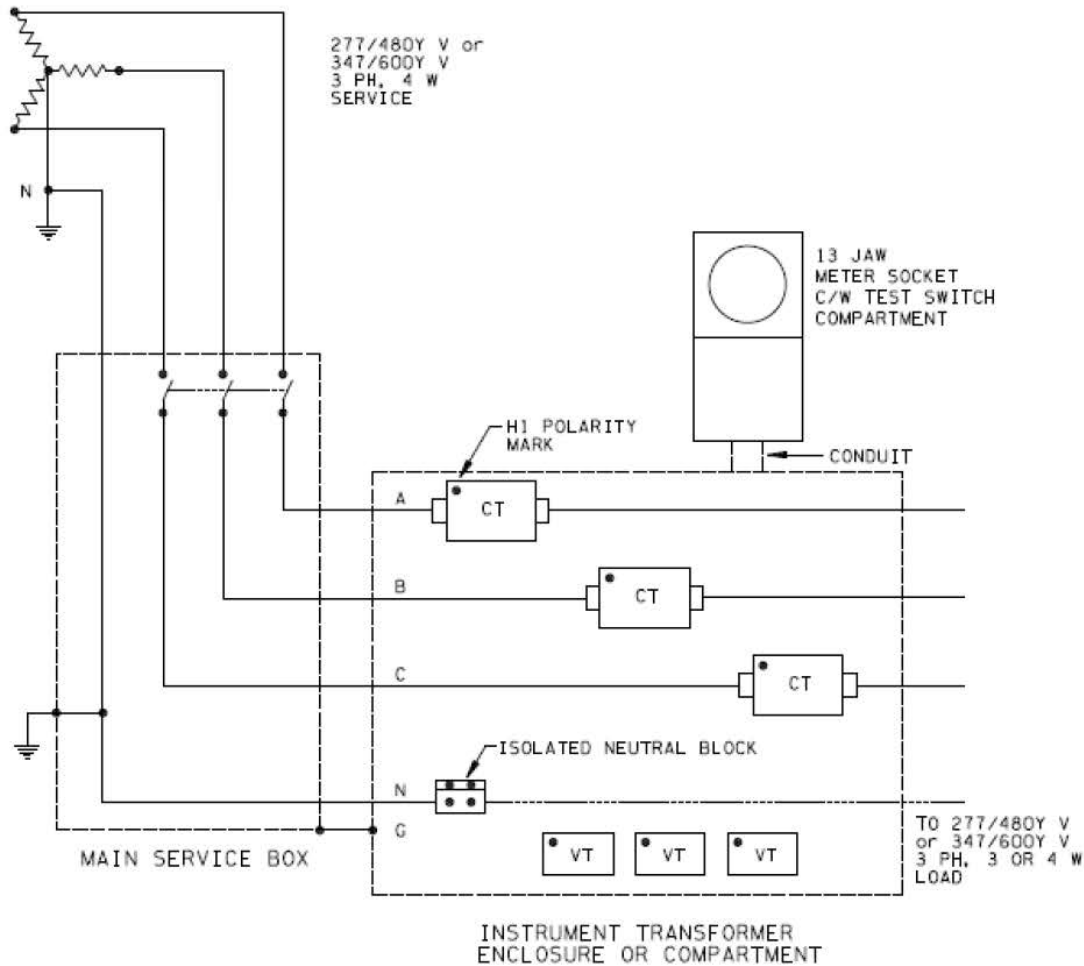 277/480Y V or
347/600Y V
3 PH, 4 W
SERVICE
N
13 JAW
METER SOCKET
C/W TEST SWITCH
COMPARTMENT
H1 POLARITY
MARK
CONDUIT
A
CT
B
CT
C
CT
ISOLATED NEUTRAL BLOCK
N
G
MAIN SERVICE BOX
VT
VT
VT
TO 277/480Y V
or 347/600Y V
3 PH, 3 OR 4 W
LOAD
INSTRUMENT TRANSFORMER
ENCLOSURE OR COMPARTMENT